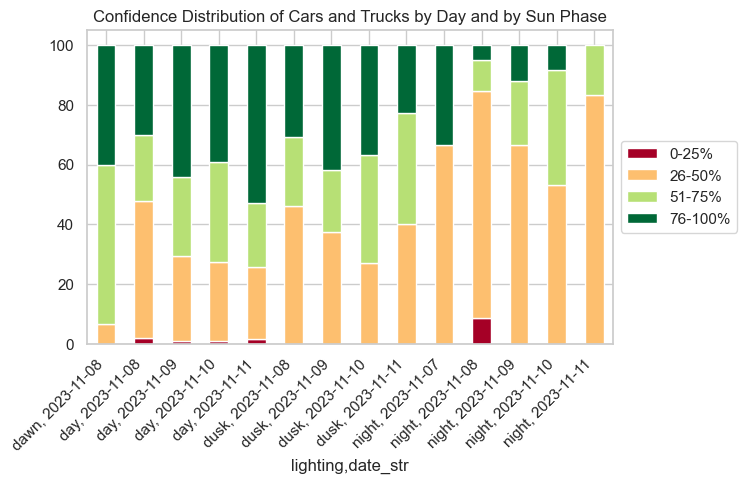 Confidence Distribution of Cars and Trucks by Day and by Sun Phase
100
80
60
40
20
0
0-25%
26-50%
51-75%
76-100%
dawn, 2023-11-08
day, 2023-11-08
day, 2023-11-09
day, 2023-11-10
day, 2023-11-11
dusk, 2023-11-08
dusk, 2023-11-09
dusk, 2023-11-10
dusk, 2023-11-11
night, 2023-11-07
night, 2023-11-08
night, 2023-11-09
night, 2023-11-10
night, 2023-11-11
lighting,date_str